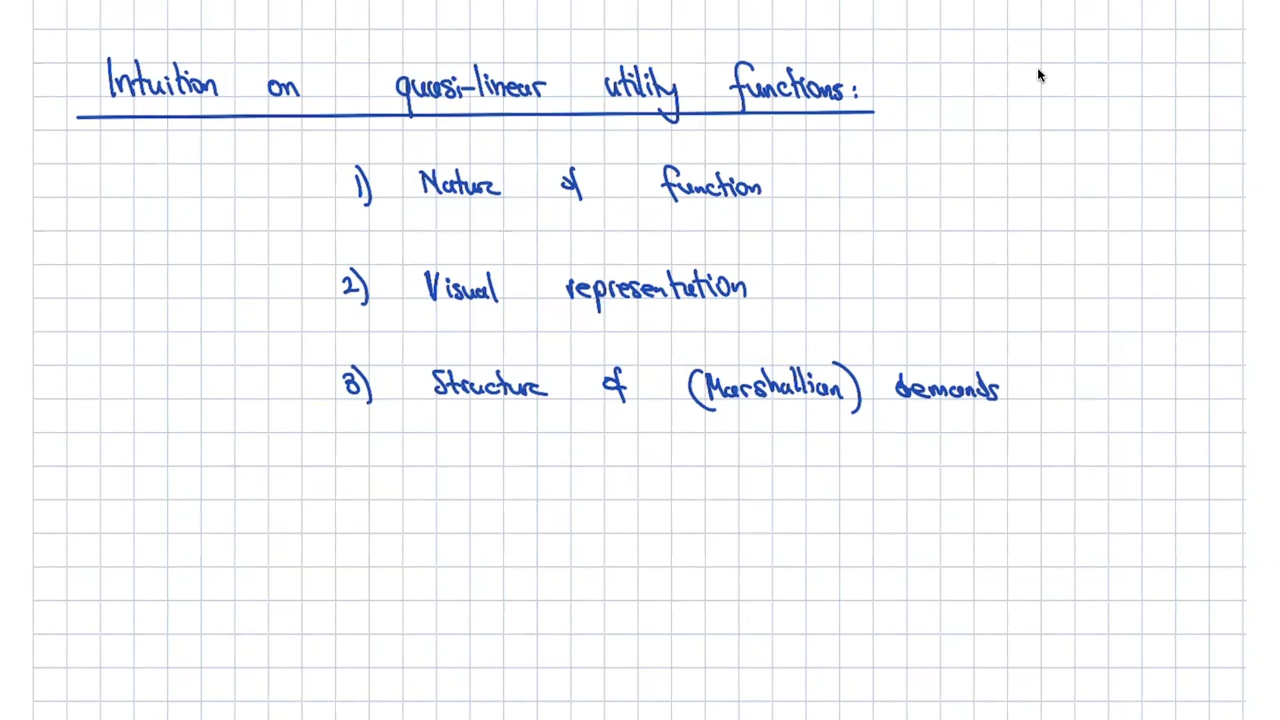 Intuition on quasi-linear utility functions:
1) Nature of function
2) Visual representation
3) Structure of (Marshallian) demands